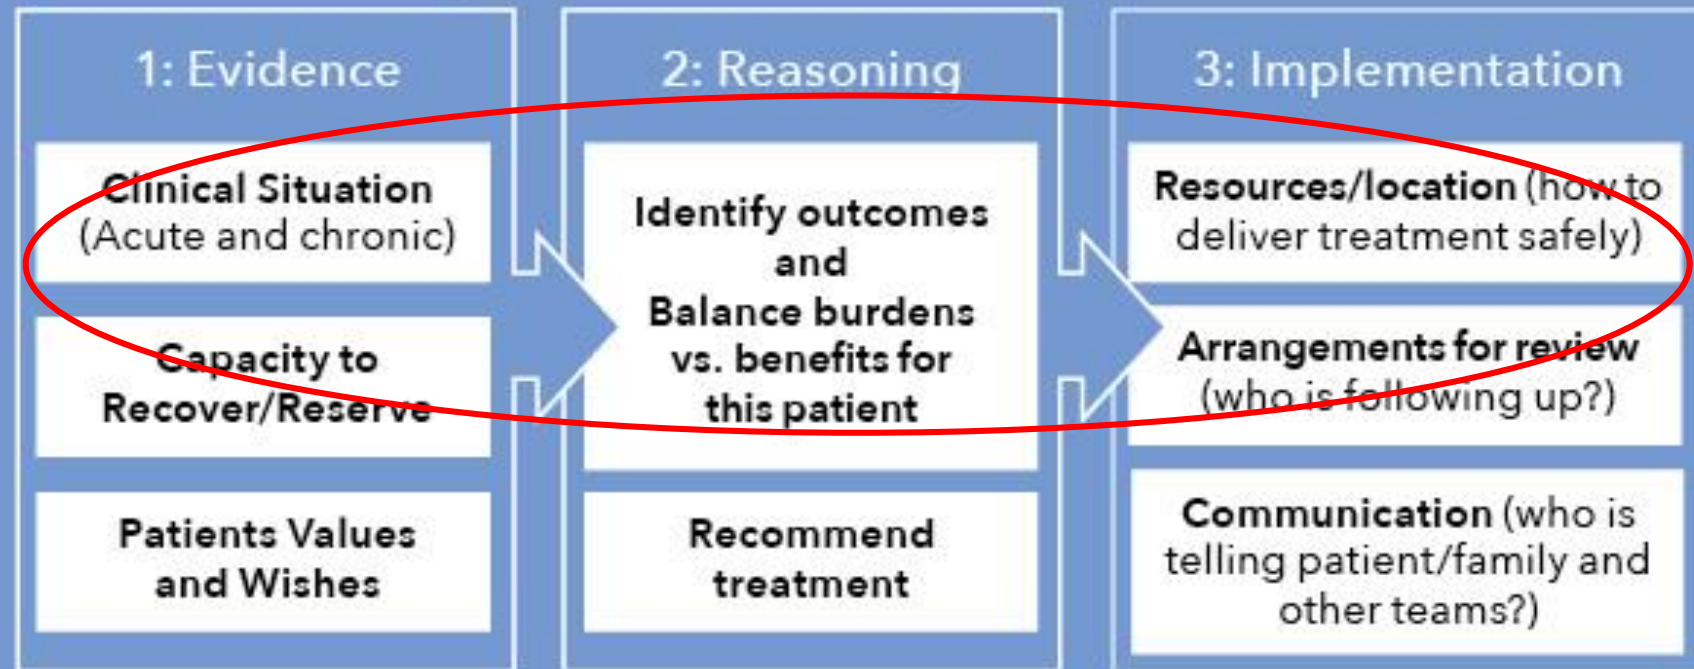 1: Evidence
Clinical Situation
(Acute and chronic)
Capacity to
Recover/Reserve
Patients Values
and Wishes
2: Reasoning
Identify outcomes
and
Balance burdens
vs. benefits for
this patient
Recommend
treatment
3: Implementation
Resources/location (how to
deliver treatment safely)
Arrangements for review
(who is following up?)
Communication (who is
telling patient/family and
other teams?)